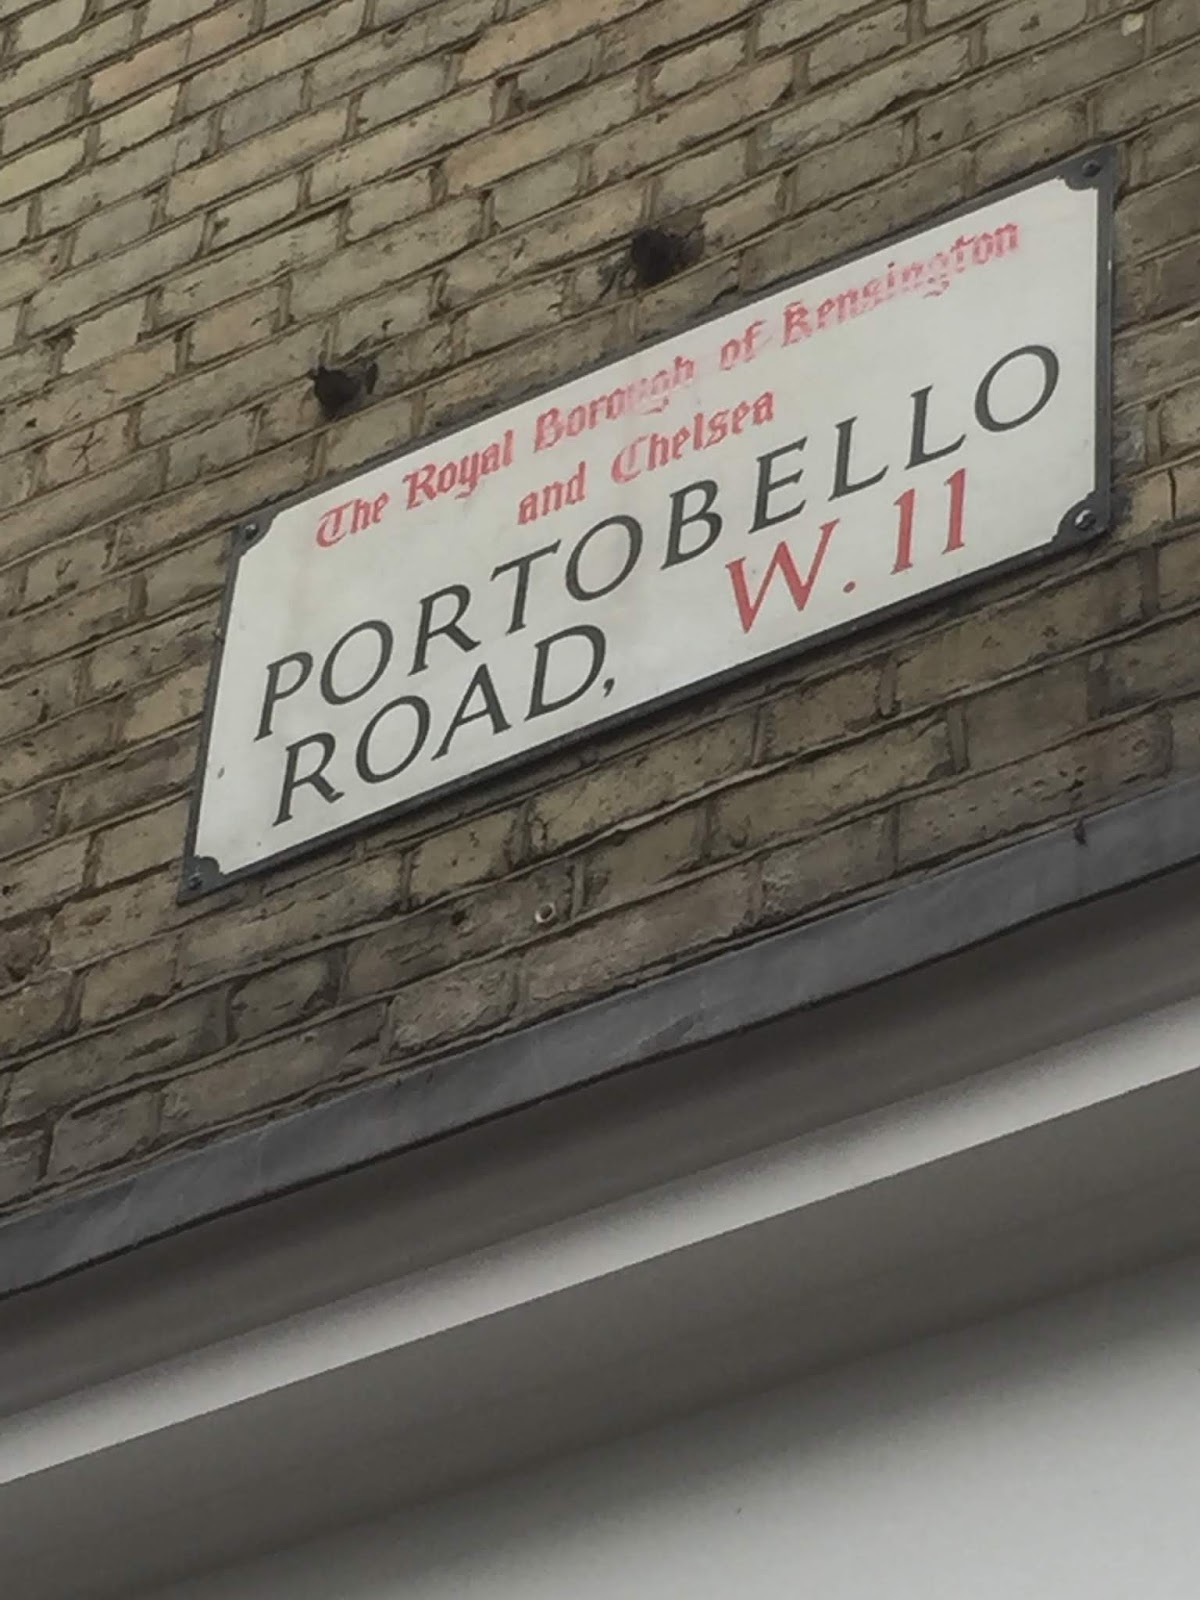 The Royal Borough of Kensington
and Chelsea
PORTOBELLO
ROAD, W. 11